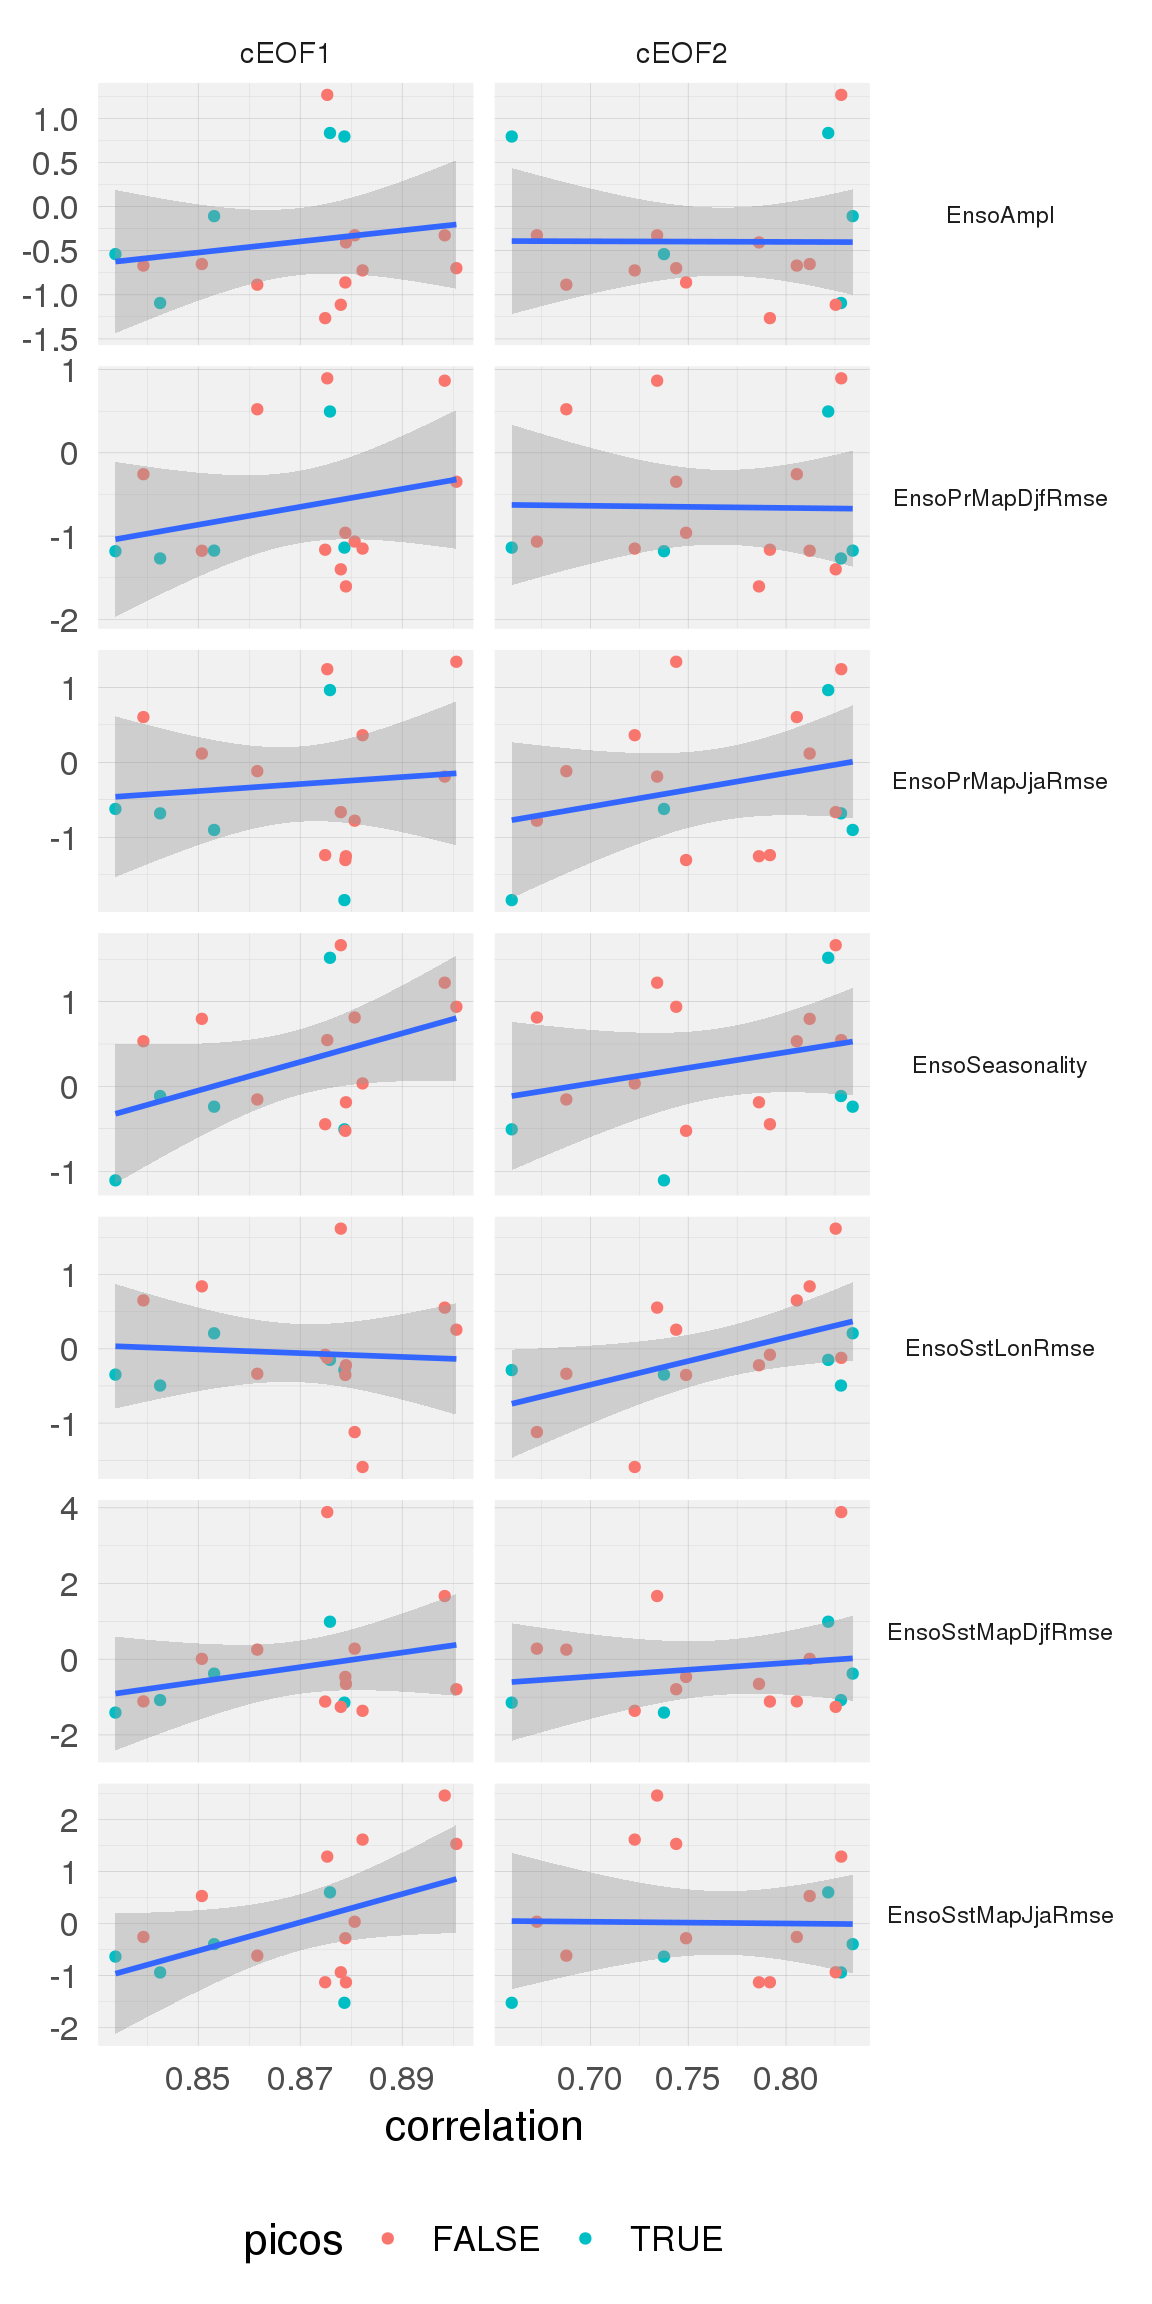 cEOF1 cEOF2
1.0
0.5
0.0
-0.5
-1.0
-1.5
EnsoAmpl
1
0
-1
-2
EnsoPrMapDjfRmse
1
0
-1
EnsoPrMapJjaRmse
1
0
-1
EnsoSeasonality
1
0
-1
EnsoSstLonRmse
4
2
0
-2
EnsoSstMapDjfRmse
2
1
0
-1
-2
EnsoSstMapJjaRmse
0.85 0.87 0.89 0.70 0.75 0.80
correlation
picos FALSE TRUE